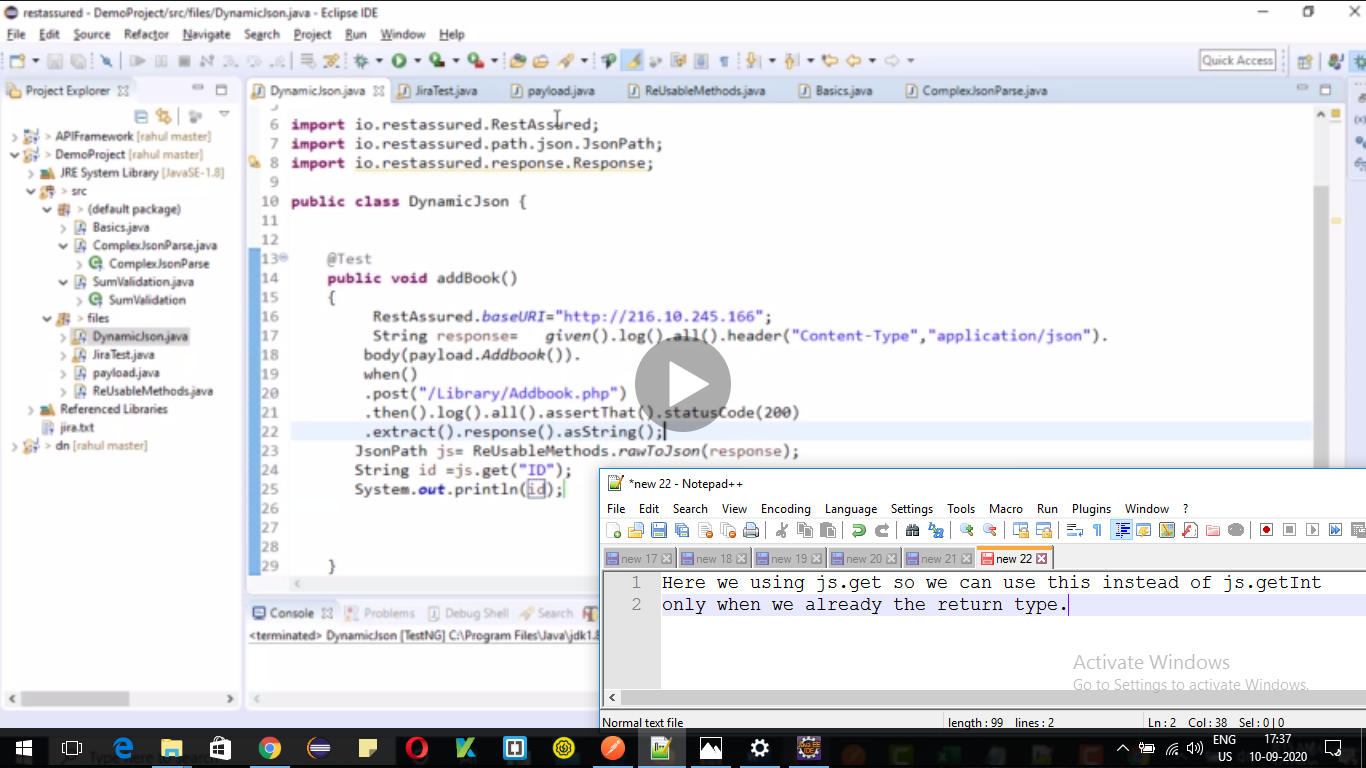 restassured - DemoProject/src/files/DynamicJson.java - Eclipse IDE
File Edit Source Refactor Navigate Search Project Run Window Help
Quick Access
Project Explorer
DynamicJson.java JiraTest.java payload.java ReUsableMethods.java Basics.java ComplexJsonParse.java
APIFramework [rahul master]
DemoProject [rahul master]
JRE System Library [JavaSE-1.8]
src
(default package)
Basics.java
ComplexJsonParse.java
ComplexJsonParse
SumValidation.java
SumValidation
files
DynamicJson.java
JiraTest.java
payload.java
ReUsableMethods.java
Referenced Libraries
jira.txt
dn [rahul master]
6 import io.restassured.RestAssured;
7 import io.restassured.path.json.JsonPath;
8 import io.restassured.response.Response;
9
10 public class DynamicJson {
11
12
13 @Test
14 public void addBook()
15 {
16 RestAssured.baseURI="http://216.10.245.166";
17 String response= given().log().all().header("Content-Type","application/json").
18 body(payload.Addbook()).
19 when()
20 .post("/Library/Addbook.php")
21 .then().log().all().assertThat().statusCode(200)
22 .extract().response().asString();
23 JsonPath js= ReUsableMethods.rawToJson(response);
24 String id =js.get("ID");
25 System.out.println(id);
26
27
28
29 }
Console Problems Debug Shell Search
<terminated> DynamicJson [TestNG] C:\Program Files\Java\jdk1.8
*new 22 - Notepad++
File Edit Search View Encoding Language Settings Tools Macro Run Plugins Window ?
new 17 new 18 new 19 new 20 new 21 new 22
1 Here we using js.get so we can use this instead of js.getInt
2 only when we already the return type.
Activate Windows
Go to Settings to activate Windows.
Normal text file length : 99 lines : 2 Ln : 2 Col : 38 Sel : 0 | 0
ENG
US
17:37
10-09-2020